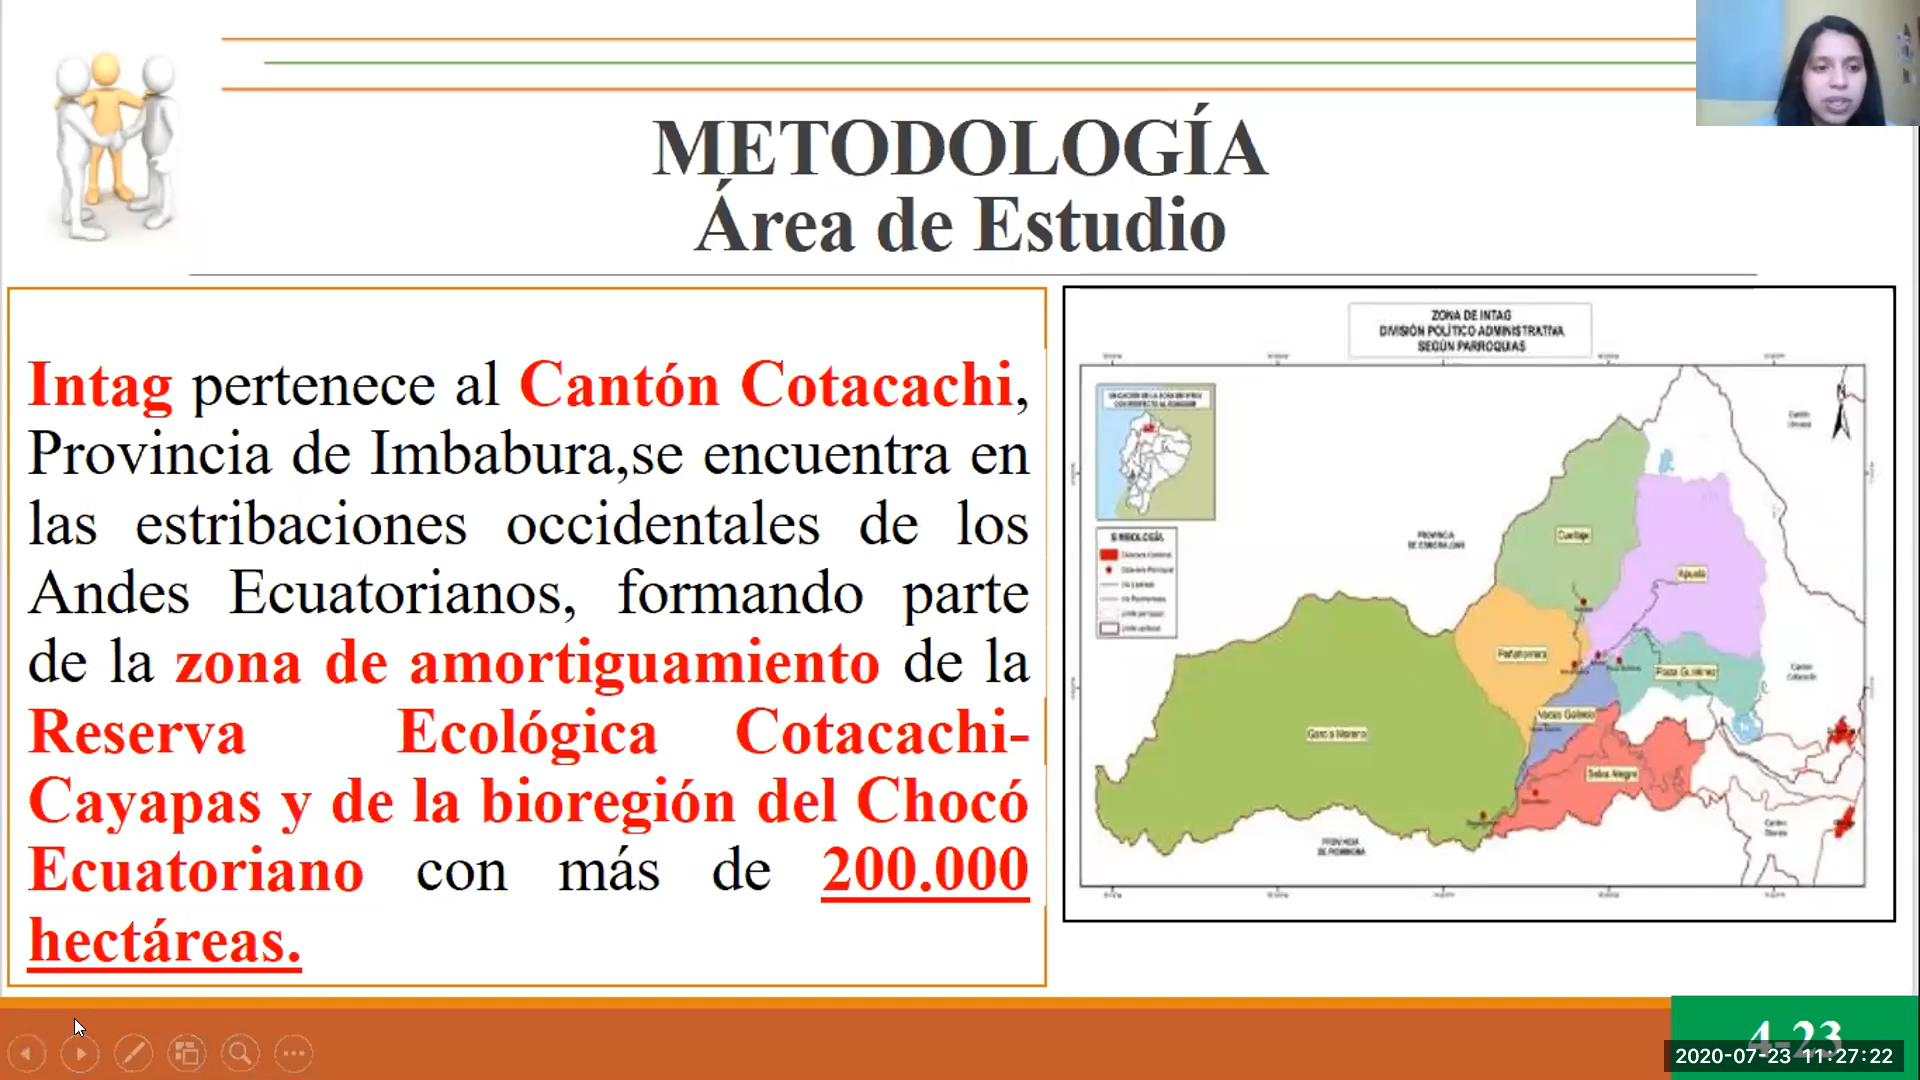 METODOLOGÍA
Área de Estudio
Intag pertenece al Cantón Cotacachi,
Provincia de Imbabura,se encuentra en
las estribaciones occidentales de los
Andes Ecuatorianos, formando parte
de la zona de amortiguamiento de la
Reserva Ecológica Cotacachi-
Cayapas y de la bioregión del Chocó
Ecuatoriano con más de 200.000
hectáreas.
ZONA DE INTAG
DIVISIÓN POLÍTICO ADMINISTRATIVA
SEGÚN PARROQUIAS
SIMBOLOGÍA
PROVINCIA
DE ESMERALDAS
Cuellaje
Apuela
Peñaherrera
Plaza Gutiérrez
Vacas Galindo
García Moreno
Selva Alegre
PROVINCIA
DE PICHINCHA
Cantón
Cotacachi
4-23
2020-07-23 11:27:22